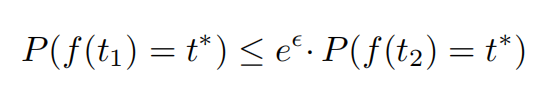 P(f(t₁) = t*) ≤ e^ϵ · P(f(t₂) = t*)